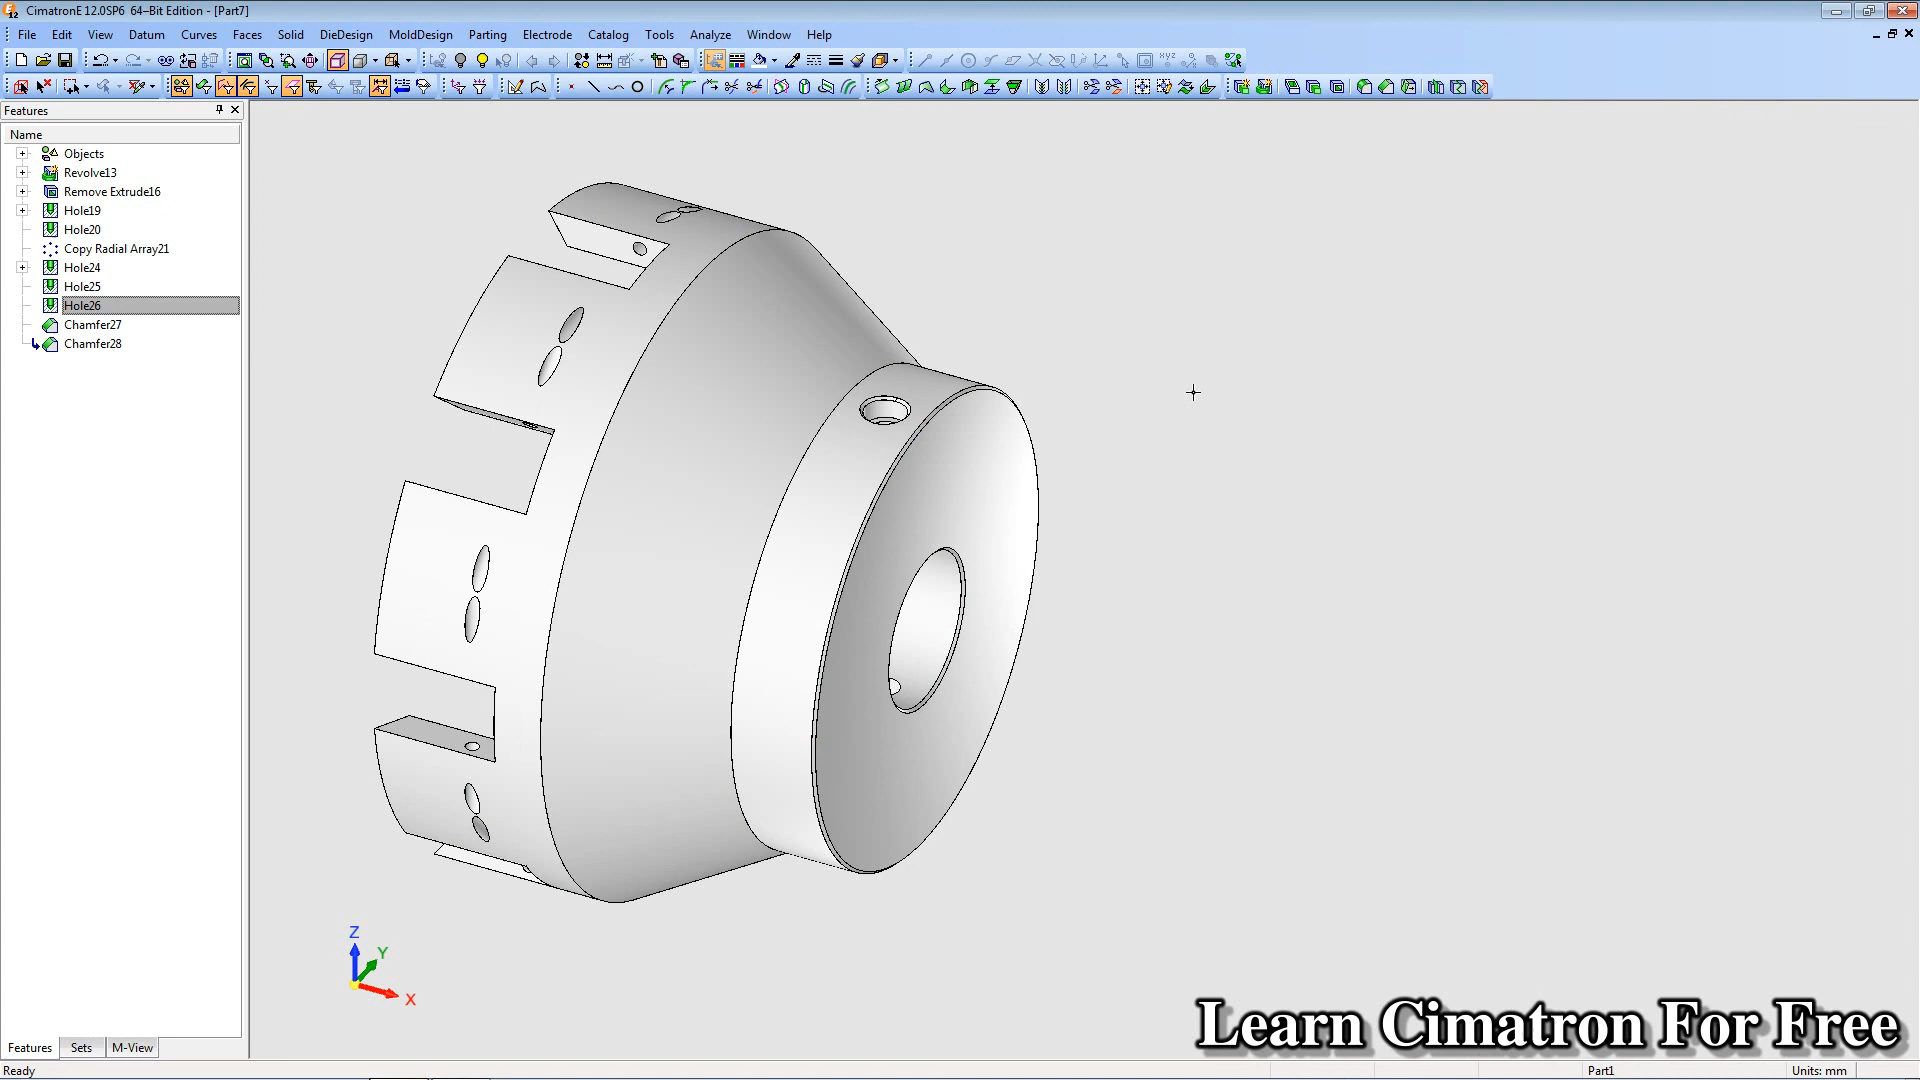 CimatronE 12.0SP6 64–Bit Edition - [Part7]
File Edit View Datum Curves Faces Solid DieDesign MoldDesign Parting Electrode Catalog Tools Analyze Window Help
Features
Name
Objects
Revolve13
Remove Extrude16
Hole19
Hole20
Copy Radial Array21
Hole24
Hole25
Hole26
Chamfer27
Chamfer28
Z
Y
X
Learn Cimatron For Free
Features Sets M-View
Ready Part1 Units: mm